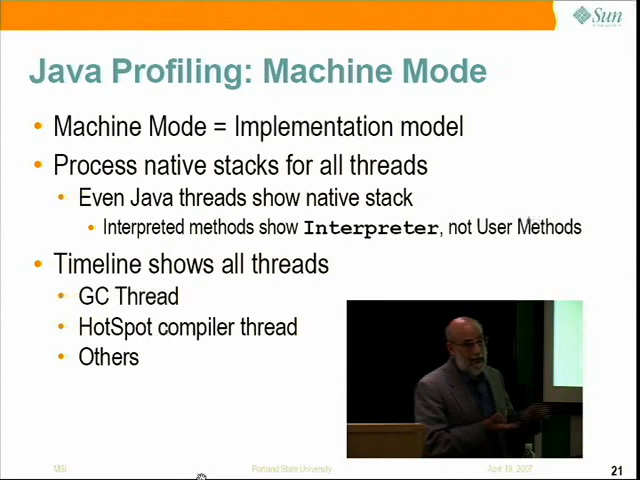 Sun
Java Profiling: Machine Mode
• Machine Mode = Implementation model
• Process native stacks for all threads
• Even Java threads show native stack
• Interpreted methods show Interpreter, not User Methods
• Timeline shows all threads
• GC Thread
• HotSpot compiler thread
• Others
MSI
Portland State University
April 19, 2007
21